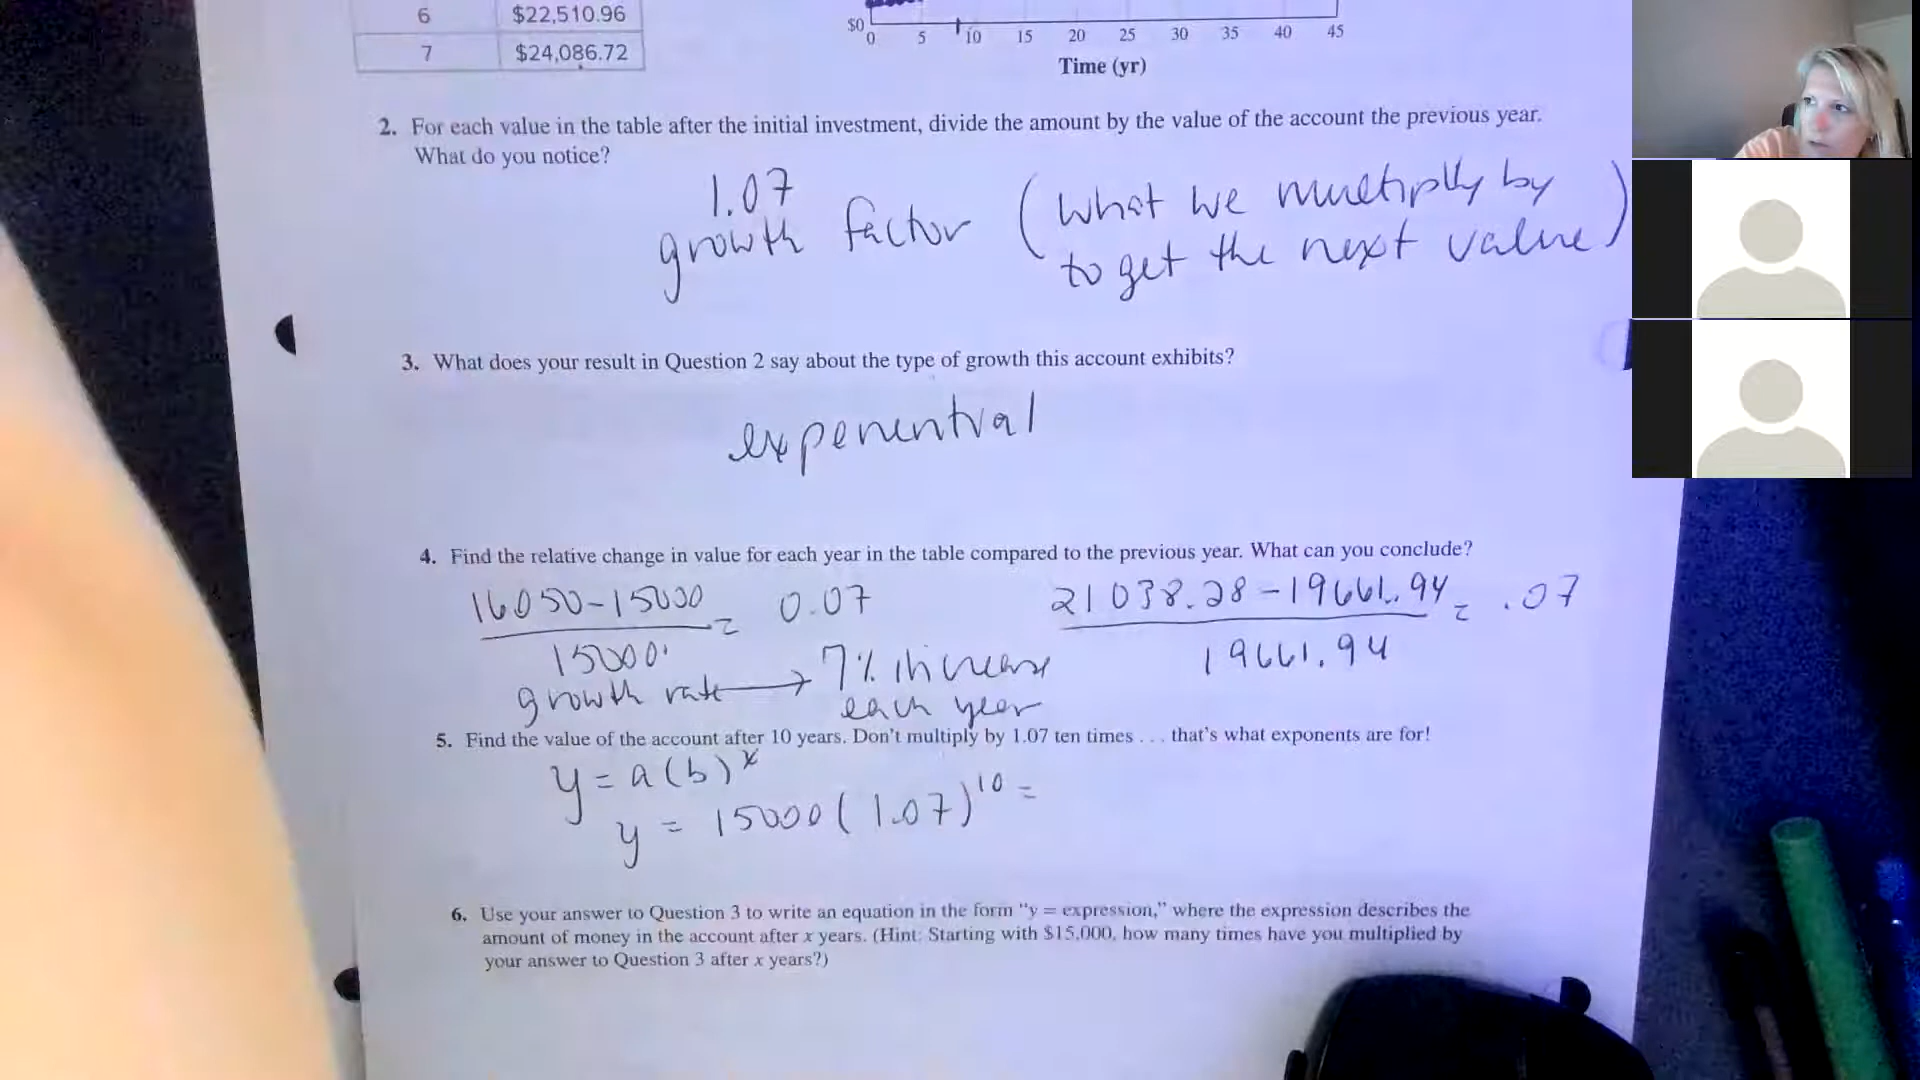 6 $22,510.96
7 $24,086.72
$0
0 5 10 15 20 25 30 35 40 45
Time (yr)
2. For each value in the table after the initial investment, divide the amount by the value of the account the previous year.
What do you notice?
1.07
growth factor (what we multiply by
to get the next value)
3. What does your result in Question 2 say about the type of growth this account exhibits?
exponential
4. Find the relative change in value for each year in the table compared to the previous year. What can you conclude?
16050-15000 = 0.07
15000
21038.28-19661.94 = .07
19661.94
growth rate → 7% increase
each year
5. Find the value of the account after 10 years. Don't multiply by 1.07 ten times . . . that's what exponents are for!
y = a(b)^x
y = 15000(1.07)^10 =
6. Use your answer to Question 3 to write an equation in the form "y = expression," where the expression describes the
amount of money in the account after x years. (Hint: Starting with $15,000, how many times have you multiplied by
your answer to Question 3 after x years?)